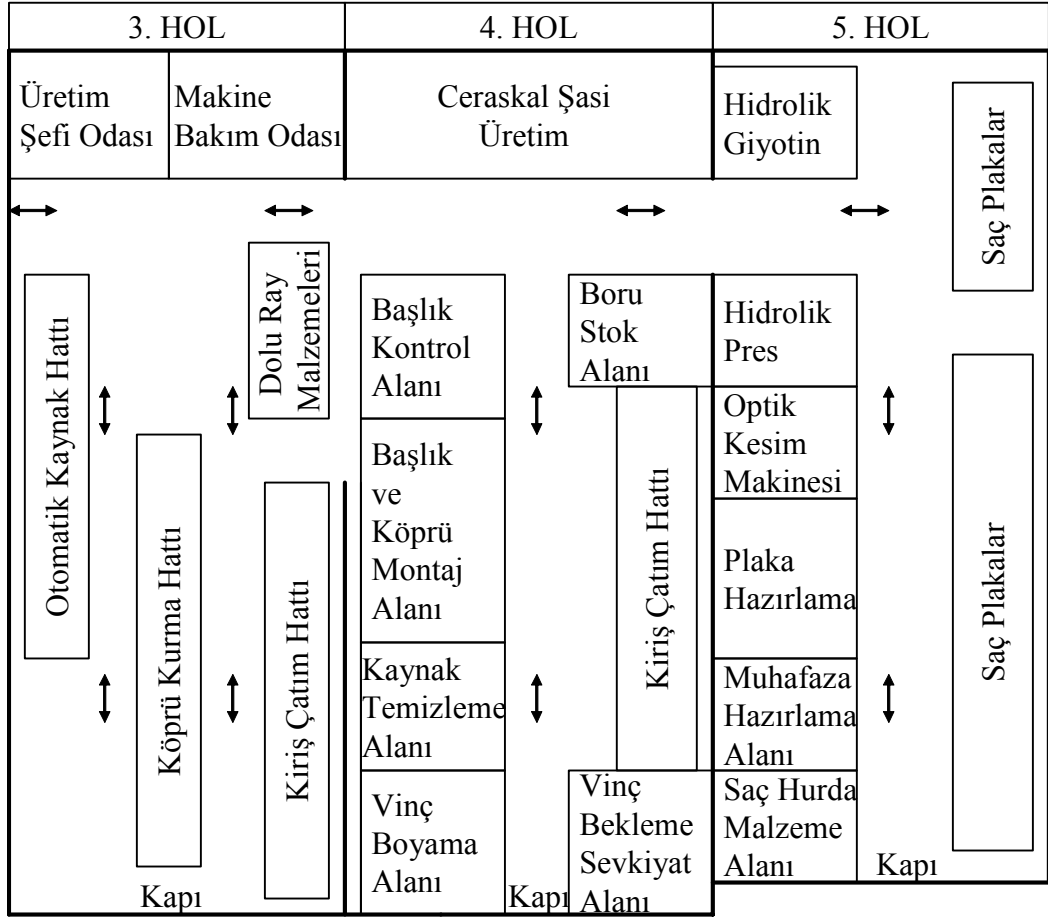 3. HOL
4. HOL
5. HOL
Üretim
Şefi Odası
Makine
Bakım Odası
Ceraskal Şasi
Üretim
Hidrolik
Giyotin
Saç Plakalar
Otomatik Kaynak Hattı
Köprü Kurma Hattı
Dolu Ray
Malzemeleri
Kiriş Çatım Hattı
Kapı
Başlık
Kontrol
Alanı
Başlık
ve
Köprü
Montaj
Alanı
Kaynak
Temizleme
Alanı
Vinç
Boyama
Alanı
Kapı
Boru
Stok
Alanı
Kiriş Çatım Hattı
Vinç
Bekleme
Sevkiyat
Alanı
Hidrolik
Pres
Optik
Kesim
Makinesi
Plaka
Hazırlama
Muhafaza
Hazırlama
Alanı
Saç Hurda
Malzeme
Alanı
Kapı
Saç Plakalar